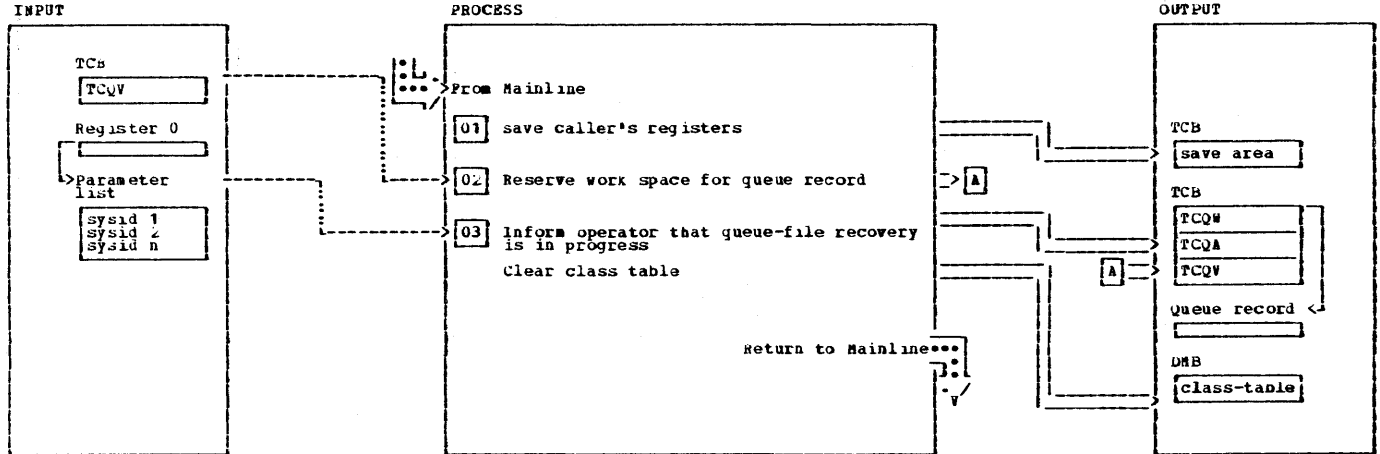 INPUT
PROCESS
OUTPUT
TCB
TCQV
Register 0
Parameter
list
sysid 1
sysid 2
sysid n
From Mainline
01 save caller's registers
02 Reserve work space for queue record
A
03 Inform operator that queue-file recovery
is in progress
Clear class table
Return to Mainline
TCB
save area
TCB
TCQW
TCQA
A
TCQV
Queue record
DMB
class-table